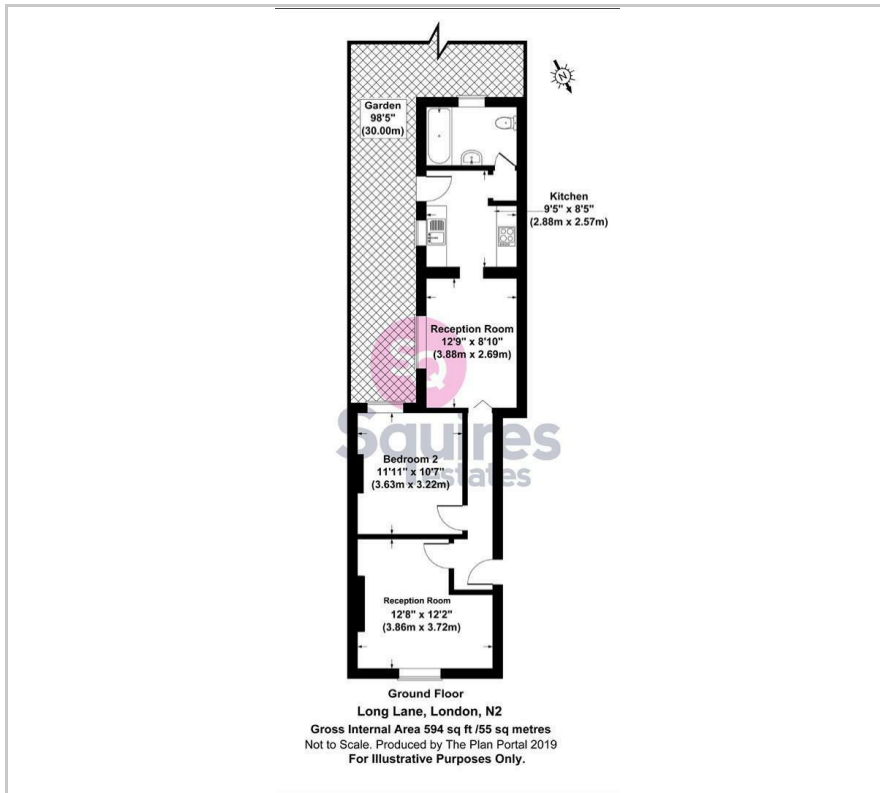 Garden
98'5"
(30.00m)
N
Kitchen
9'5" x 8'5"
(2.88m x 2.57m)
Reception Room
12'9" x 8'10"
(3.88m x 2.69m)
SQ
Squires
estates
Bedroom 2
11'11" x 10'7"
(3.63m x 3.22m)
Reception Room
12'8" x 12'2"
(3.86m x 3.72m)
Ground Floor
Long Lane, London, N2
Gross Internal Area 594 sq ft /55 sq metres
Not to Scale. Produced by The Plan Portal 2019
For Illustrative Purposes Only.